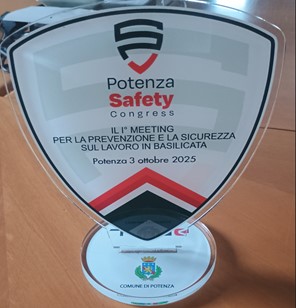 Potenza
Safety
Congress
IL I° MEETING
PER LA PREVENZIONE E LA SICUREZZA
SUL LAVORO IN BASILICATA
Potenza 3 ottobre 2025
COMUNE DI POTENZA